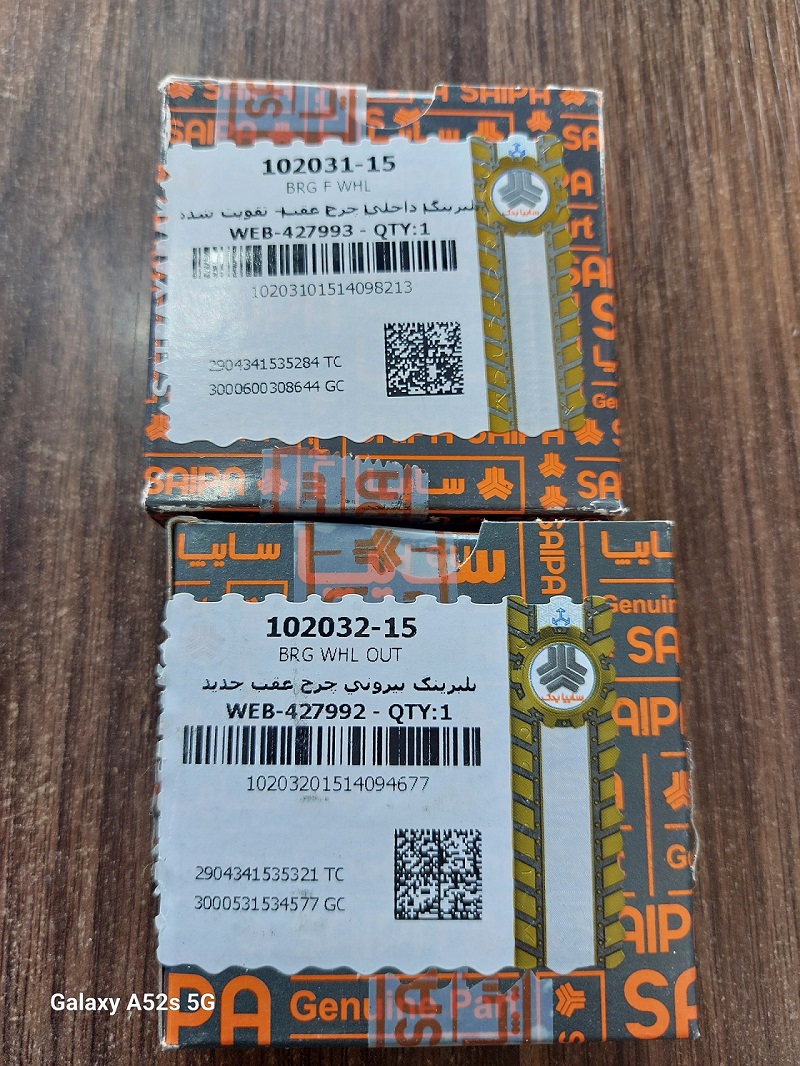 SAIPA
102031-15
BRG F WHL
بلبرینگ داخلی چرخ عقب- تقویت شده
WEB-427993 - QTY:1
10203101514098213
2904341535284 TC
3000600308644 GC
سایپا یدک
SAIPA
سایپا
102032-15
BRG WHL OUT
بلبرینگ بیرونی چرخ عقب جدید
WEB-427992 - QTY:1
10203201514094677
2904341535321 TC
3000531534577 GC
سایپا یدک
SAIPA
Genuine Part
Galaxy A52s 5G